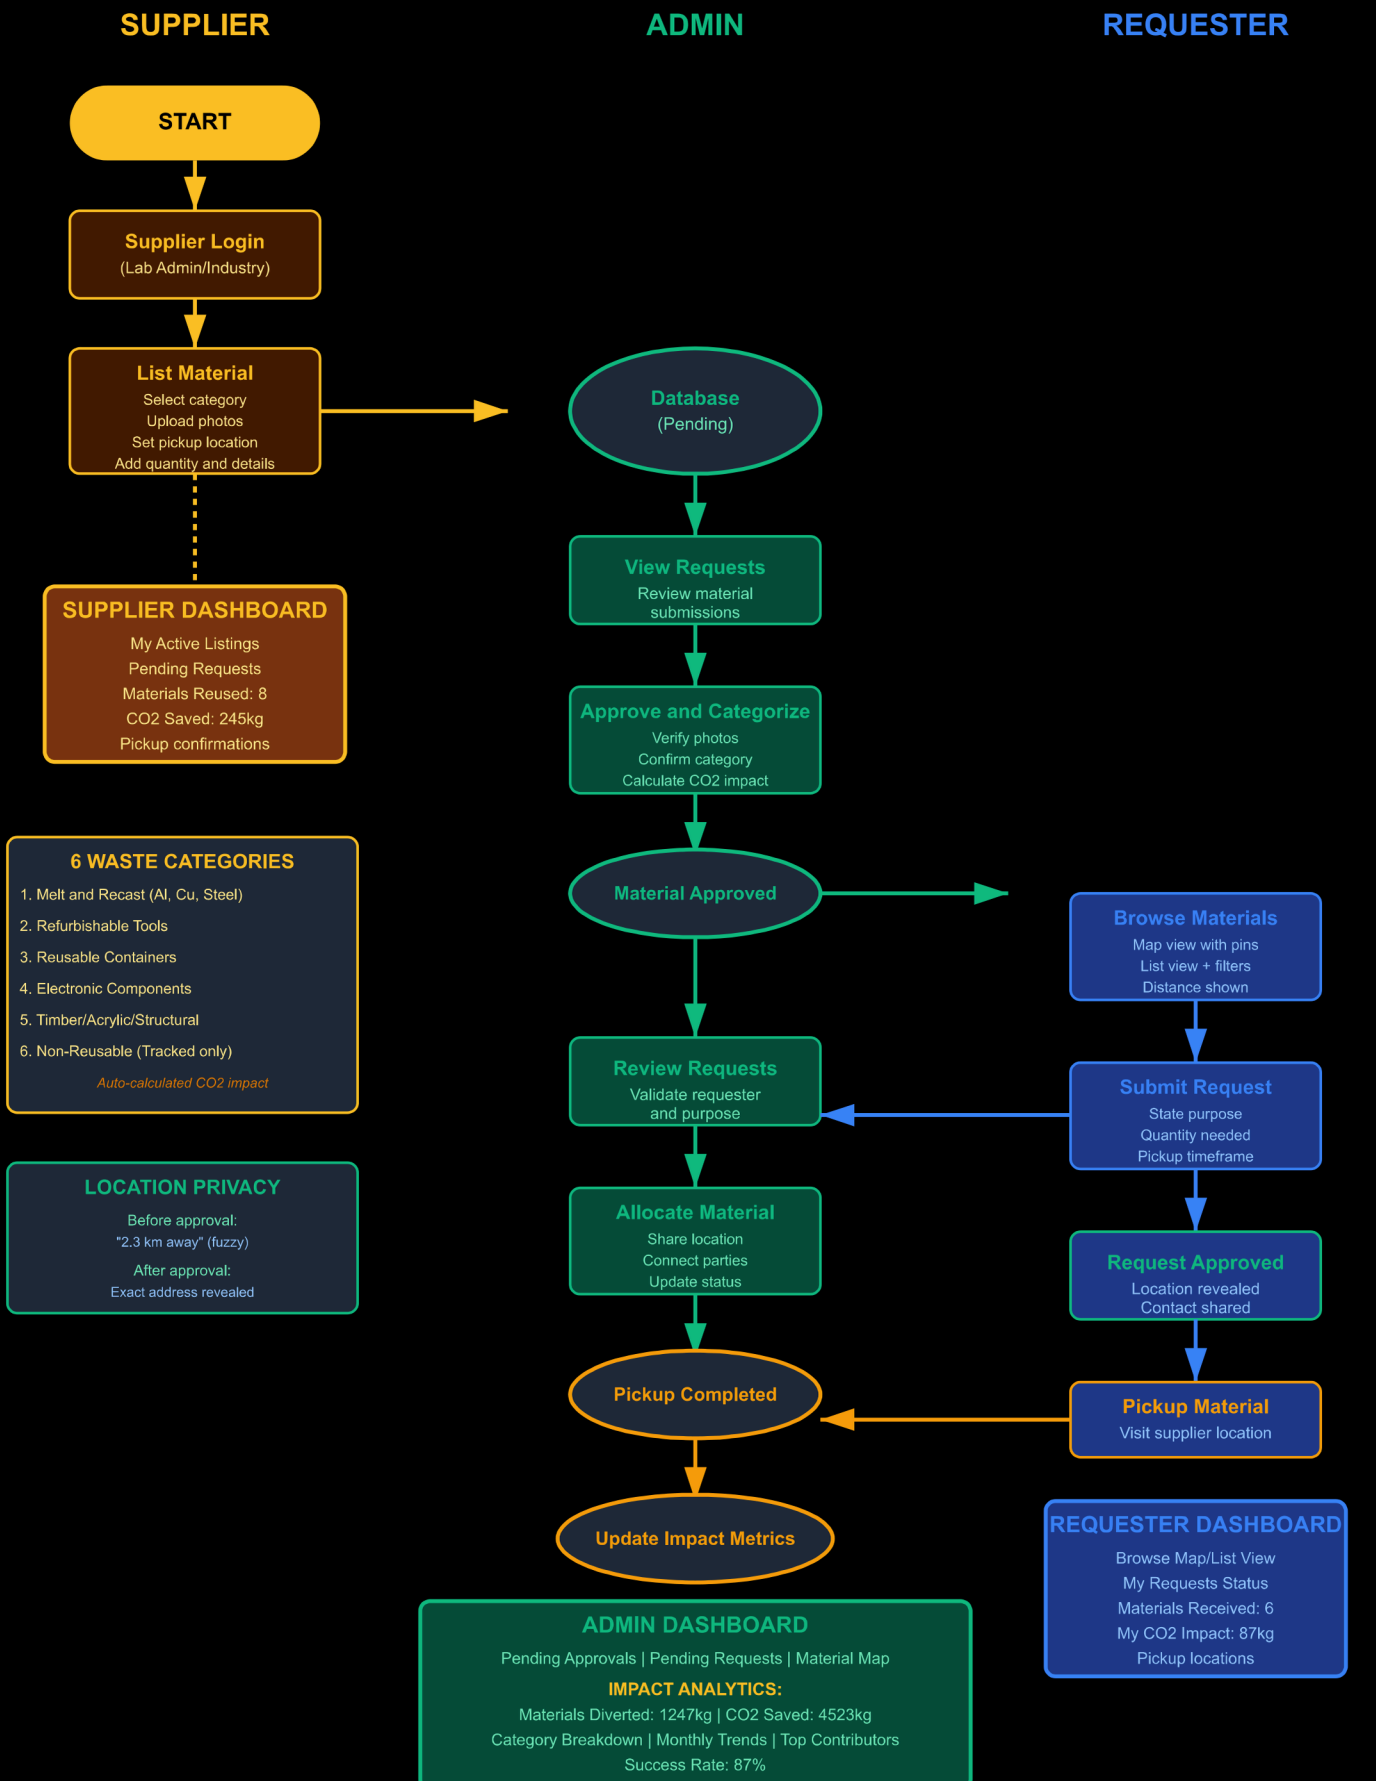 SUPPLIER
ADMIN
REQUESTER
START
Supplier Login
(Lab Admin/Industry)
List Material
Select category
Upload photos
Set pickup location
Add quantity and details
SUPPLIER DASHBOARD
My Active Listings
Pending Requests
Materials Reused: 8
CO2 Saved: 245kg
Pickup confirmations
6 WASTE CATEGORIES
1. Melt and Recast (Al, Cu, Steel)
2. Refurbishable Tools
3. Reusable Containers
4. Electronic Components
5. Timber/Acrylic/Structural
6. Non-Reusable (Tracked only)
Auto-calculated CO2 impact
LOCATION PRIVACY
Before approval:
"2.3 km away" (fuzzy)
After approval:
Exact address revealed
Database
(Pending)
View Requests
Review material
submissions
Approve and Categorize
Verify photos
Confirm category
Calculate CO2 impact
Material Approved
Review Requests
Validate requester
and purpose
Allocate Material
Share location
Connect parties
Update status
Pickup Completed
Update Impact Metrics
ADMIN DASHBOARD
Pending Approvals | Pending Requests | Material Map
IMPACT ANALYTICS:
Materials Diverted: 1247kg | CO2 Saved: 4523kg
Category Breakdown | Monthly Trends | Top Contributors
Success Rate: 87%
Browse Materials
Map view with pins
List view + filters
Distance shown
Submit Request
State purpose
Quantity needed
Pickup timeframe
Request Approved
Location revealed
Contact shared
Pickup Material
Visit supplier location
REQUESTER DASHBOARD
Browse Map/List View
My Requests Status
Materials Received: 6
My CO2 Impact: 87kg
Pickup locations